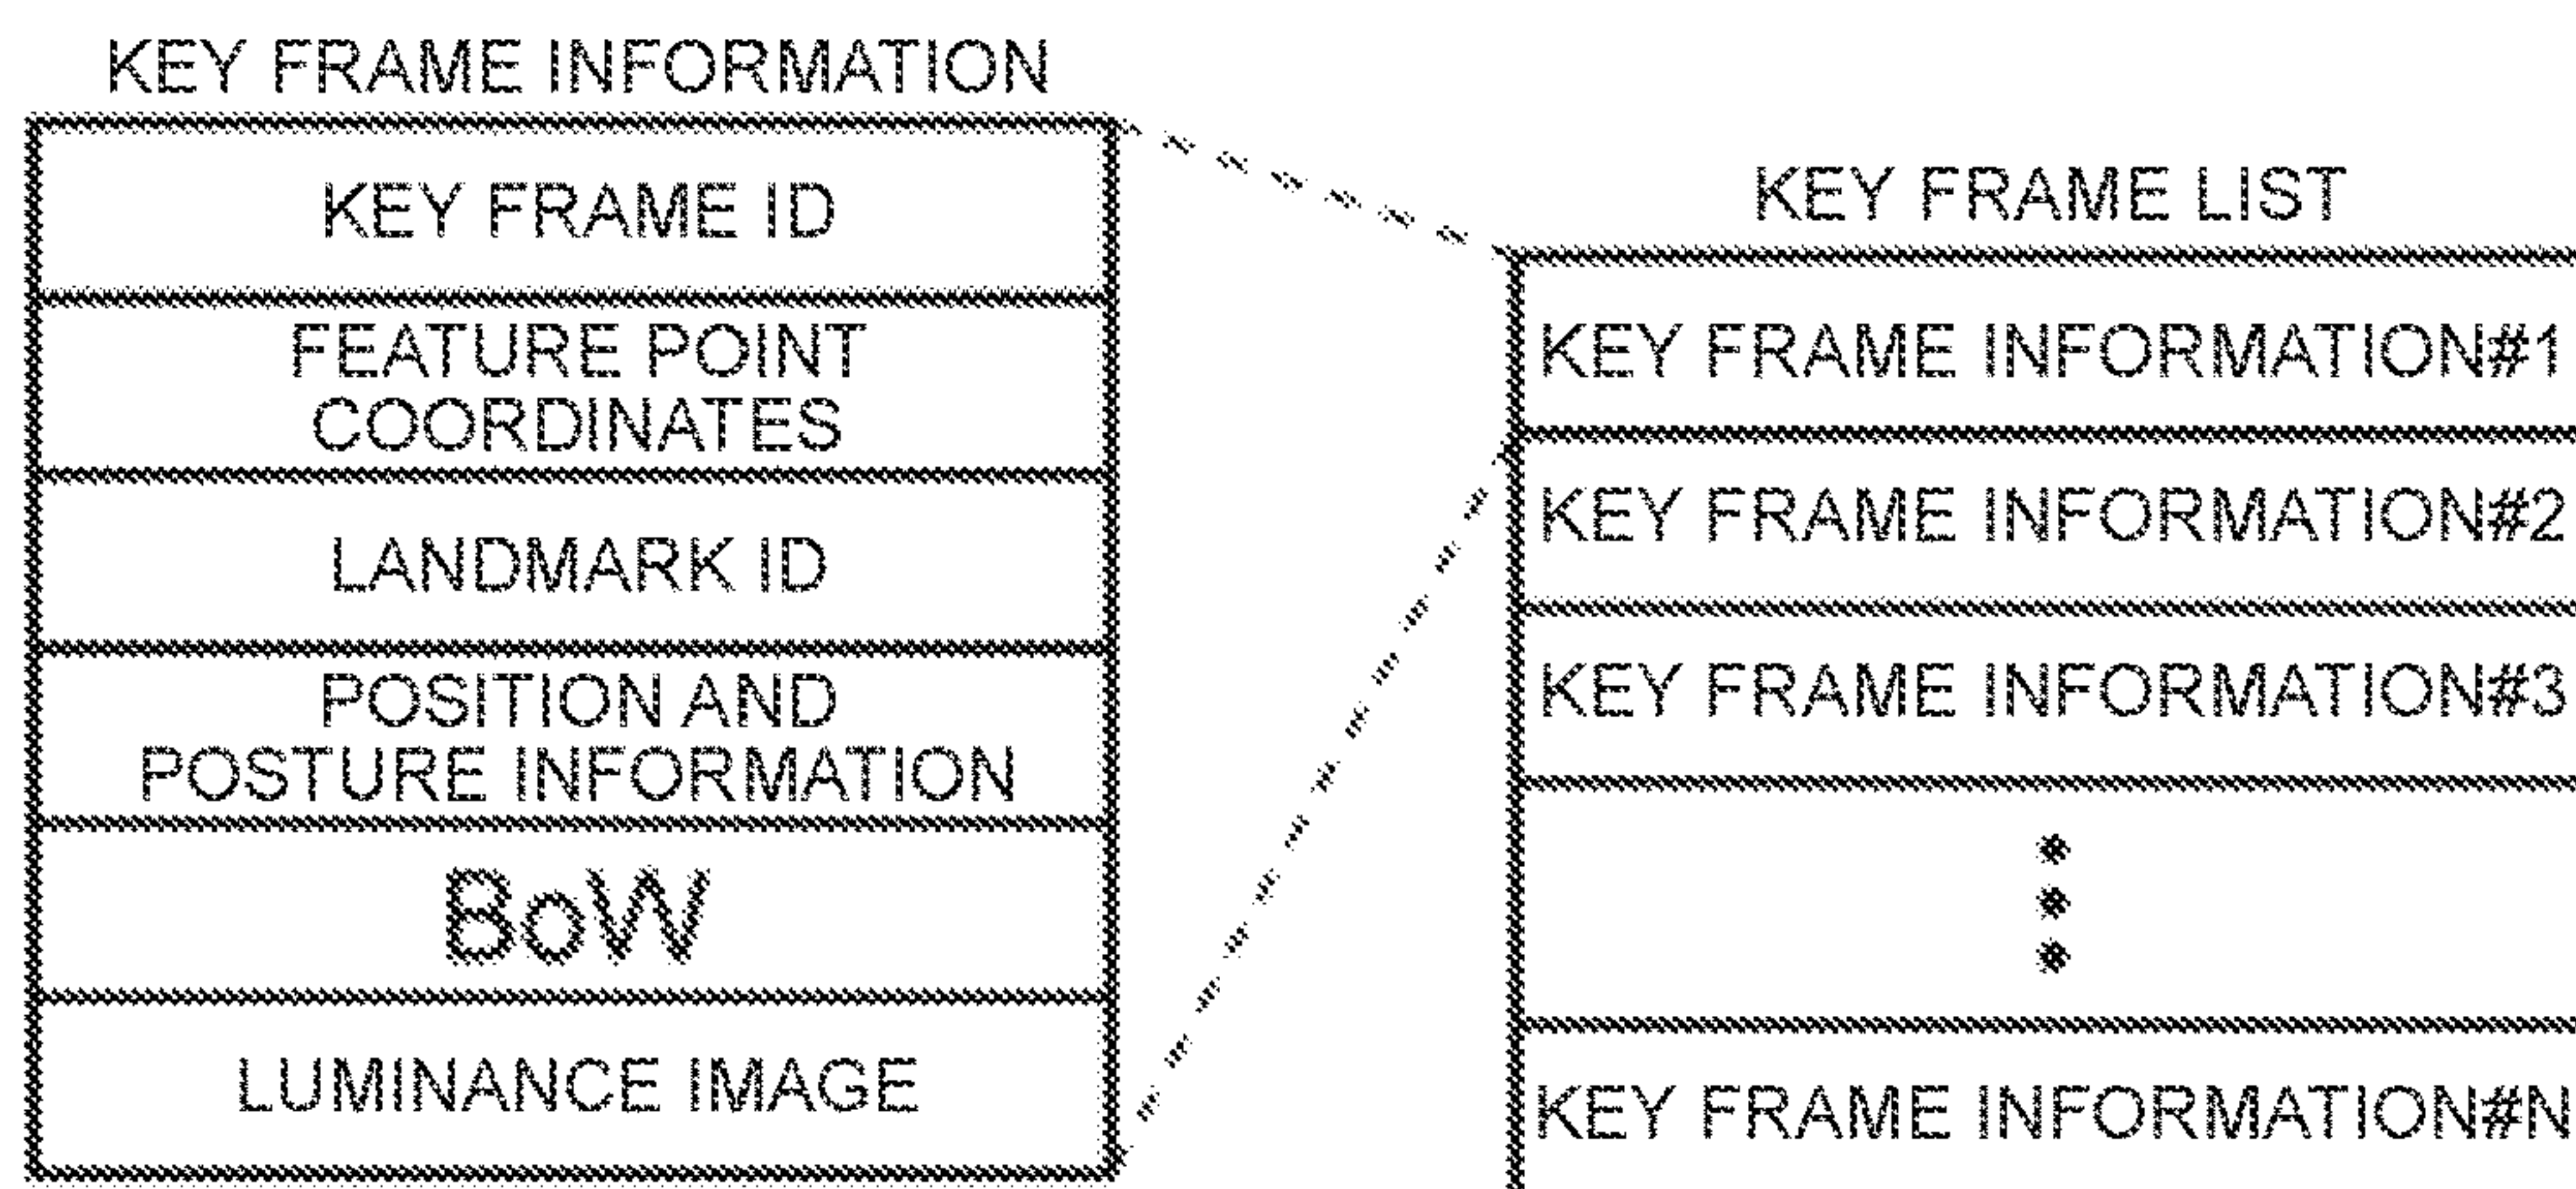 KEY FRAME INFORMATION
KEY FRAME ID
FEATURE POINT
COORDINATES
LANDMARK ID
POSITION AND
POSTURE INFORMATION
BoW
LUMINANCE IMAGE
KEY FRAME LIST
KEY FRAME INFORMATION#1
KEY FRAME INFORMATION#2
KEY FRAME INFORMATION#3
KEY FRAME INFORMATION#N